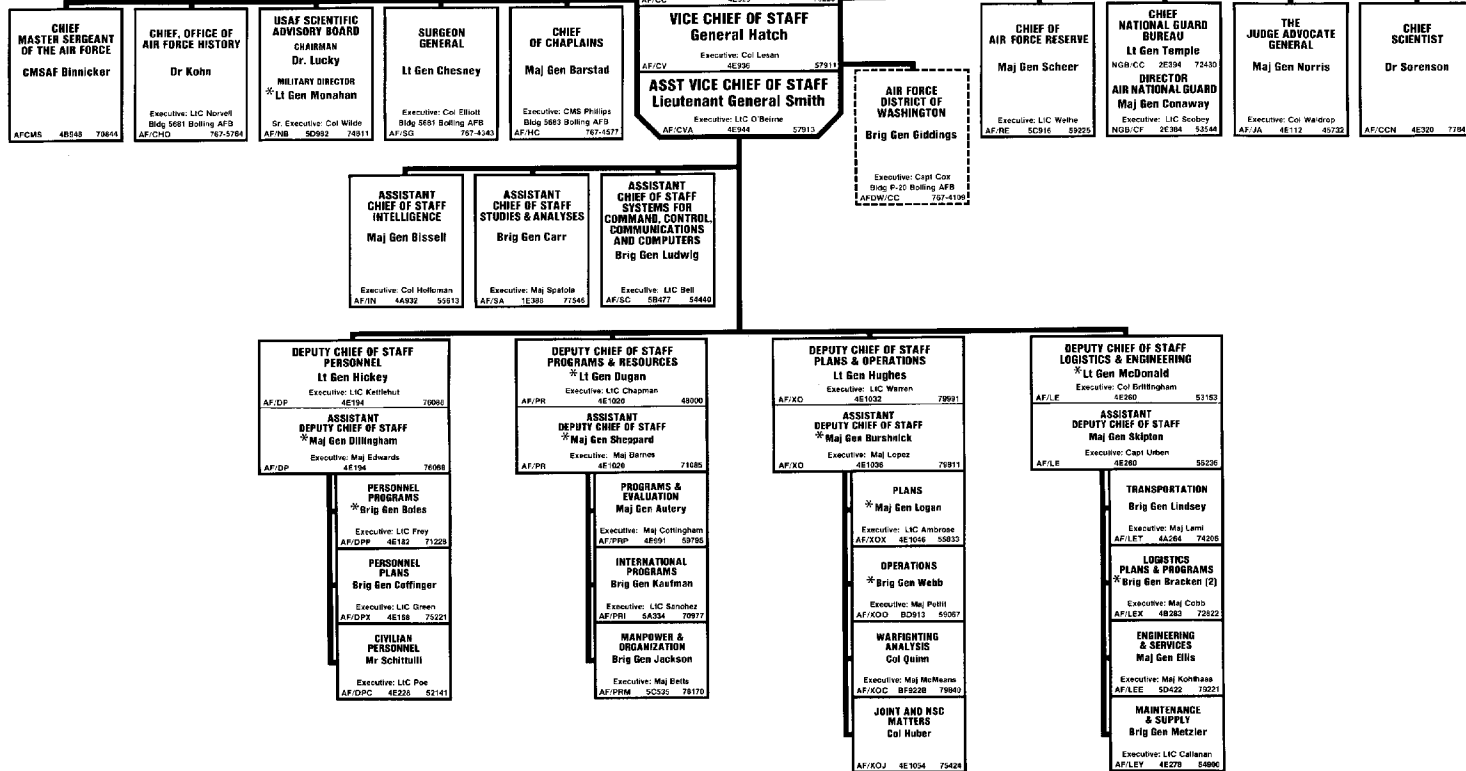 CHIEF
MASTER SERGEANT
OF THE AIR FORCE
CMSAF Binnicker
AFCMS 4B948 70844
CHIEF, OFFICE OF
AIR FORCE HISTORY
Dr Kohn
Executive: LtC Norvell
Bldg 5681 Bolling AFB
AF/CHO 767-5764
USAF SCIENTIFIC
ADVISORY BOARD
CHAIRMAN
Dr. Lucky
MILITARY DIRECTOR
*Lt Gen Monahan
Sr. Executive: Col Wilde
AF/NB 5D982 74811
SURGEON
GENERAL
Lt Gen Chesney
Executive: Col Elliott
Bldg 5681 Bolling AFB
AF/SG 767-4343
CHIEF
OF CHAPLAINS
Maj Gen Barstad
Executive: CMS Phillips
Bldg 5683 Bolling AFB
AF/HC 767-4577
VICE CHIEF OF STAFF
General Hatch
Executive: Col Lesan
AF/CV 4E936 57911
ASST VICE CHIEF OF STAFF
Lieutenant General Smith
Executive: LtC O'Beirne
AF/CVA 4E944 57913
AIR FORCE
DISTRICT OF
WASHINGTON
Brig Gen Giddings
Executive: Capt Cox
Bldg P-20 Bolling AFB
AFDW/CC 767-4109
CHIEF OF
AIR FORCE RESERVE
Maj Gen Scheer
Executive: LtC Welhe
AF/RE 5C916 59225
CHIEF
NATIONAL GUARD
BUREAU
Lt Gen Temple
NGB/CC 2E394 72430
DIRECTOR
AIR NATIONAL GUARD
Maj Gen Conaway
Executive: LtC Scobey
NGB/CF 2E384 53544
THE
JUDGE ADVOCATE
GENERAL
Maj Gen Norris
Executive: Col Waldrop
AF/JA 4E112 45732
CHIEF
SCIENTIST
Dr Sorenson
AF/CCN 4E320
ASSISTANT
CHIEF OF STAFF
INTELLIGENCE
Maj Gen Bissell
Executive: Col Holloman
AF/IN 4A932 55613
ASSISTANT
CHIEF OF STAFF
STUDIES & ANALYSES
Brig Gen Carr
Executive: Maj Spatola
AF/SA 1E388 77546
ASSISTANT
CHIEF OF STAFF
SYSTEMS FOR
COMMAND, CONTROL,
COMMUNICATIONS
AND COMPUTERS
Brig Gen Ludwig
Executive: LtC Bell
AF/SC 5B477 54440
DEPUTY CHIEF OF STAFF
PERSONNEL
Lt Gen Hickey
Executive: LtC Kettlehut
AF/DP 4E194 76088
ASSISTANT
DEPUTY CHIEF OF STAFF
*Maj Gen Dillingham
Executive: Maj Edwards
AF/DP 4E194 76088
PERSONNEL
PROGRAMS
*Brig Gen Boles
Executive: LtC Frey
AF/DPP 4E182 71228
PERSONNEL
PLANS
Brig Gen Coffinger
Executive: LtC Green
AF/DPX 4E168 75221
CIVILIAN
PERSONNEL
Mr Schittulli
Executive: LtC Poe
AF/DPC 4E228 52141
DEPUTY CHIEF OF STAFF
PROGRAMS & RESOURCES
*Lt Gen Dugan
Executive: LtC Chapman
AF/PR 4E1020 48000
ASSISTANT
DEPUTY CHIEF OF STAFF
*Maj Gen Sheppard
Executive: Maj Barnes
AF/PR 4E1020 71085
PROGRAMS &
EVALUATION
Maj Gen Autery
Executive: Maj Cottingham
AF/PRP 4E991 59795
INTERNATIONAL
PROGRAMS
Brig Gen Kaufman
Executive: LtC Sanchez
AF/PRI 5A334 70977
MANPOWER &
ORGANIZATION
Brig Gen Jackson
Executive: Maj Betts
AF/PRM 5C535 78170
DEPUTY CHIEF OF STAFF
PLANS & OPERATIONS
Lt Gen Hughes
Executive: LtC Warren
AF/XO 4E1032 79991
ASSISTANT
DEPUTY CHIEF OF STAFF
*Maj Gen Burshnick
Executive: Maj Lopez
AF/XO 4E1036 79811
PLANS
*Maj Gen Logan
Executive: LtC Ambrose
AF/XOX 4E1046 55833
OPERATIONS
*Brig Gen Webb
Executive: Maj Pettit
AF/XOO BD913 59067
WARFIGHTING
ANALYSIS
Col Quinn
Executive: Maj McMeans
AF/XOC BF922B 79840
JOINT AND NSC
MATTERS
Col Huber
AF/XOJ 4E1054 75424
DEPUTY CHIEF OF STAFF
LOGISTICS & ENGINEERING
*Lt Gen McDonald
Executive: Col Brittingham
AF/LE 4E260 53153
ASSISTANT
DEPUTY CHIEF OF STAFF
Maj Gen Skipton
Executive: Capt Urben
AF/LE 4E260 55236
TRANSPORTATION
Brig Gen Lindsey
Executive: Maj Lami
AF/LET 4A264 74205
LOGISTICS
PLANS & PROGRAMS
*Brig Gen Bracken (2)
Executive: Maj Cobb
AF/LEX 4B283 72822
ENGINEERING
& SERVICES
Maj Gen Ellis
Executive: Maj Kohlhass
AF/LEE 5D422 79221
MAINTENANCE
& SUPPLY
Brig Gen Metzler
Executive: LtC Callanan
AF/LEY 4E278